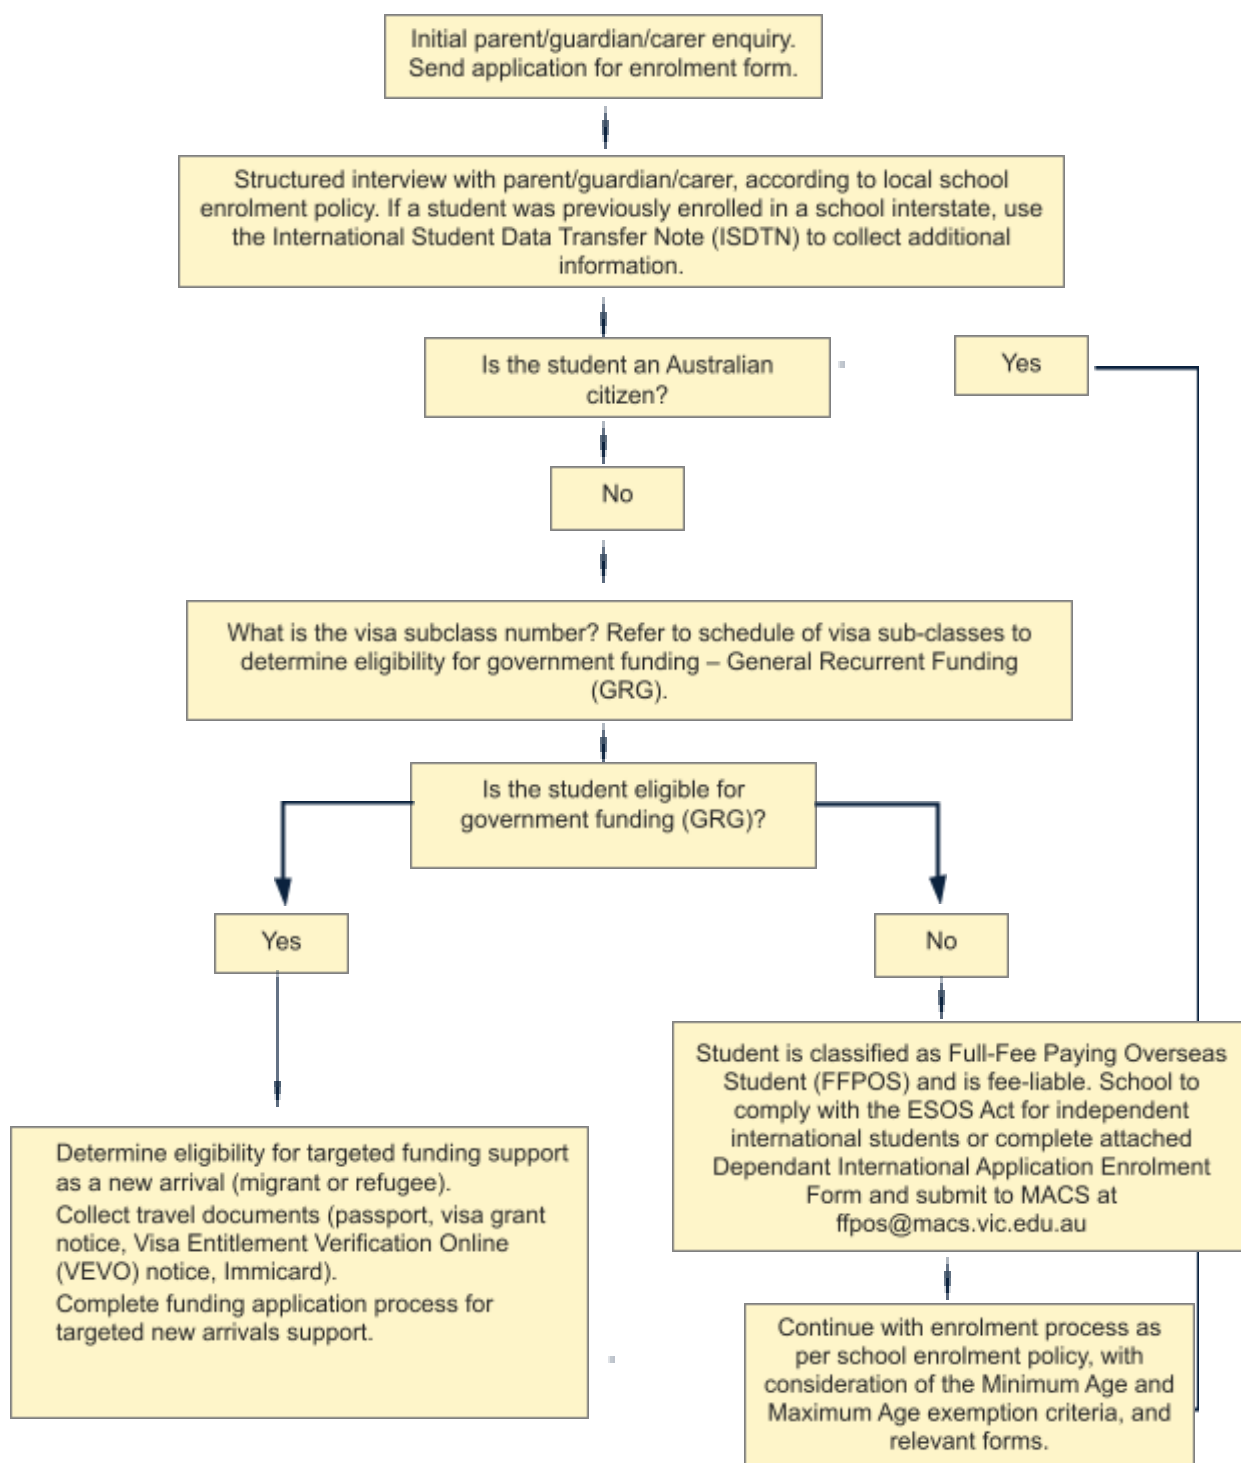 Initial parent/guardian/carer enquiry.
Send application for enrolment form.
Structured interview with parent/guardian/carer, according to local school
enrolment policy. If a student was previously enrolled in a school interstate, use
the International Student Data Transfer Note (ISDTN) to collect additional
information.
Is the student an Australian
citizen?
Yes
No
What is the visa subclass number? Refer to schedule of visa sub-classes to
determine eligibility for government funding – General Recurrent Funding
(GRG).
Is the student eligible for
government funding (GRG)?
Yes
No
Determine eligibility for targeted funding support
as a new arrival (migrant or refugee).
Collect travel documents (passport, visa grant
notice, Visa Entitlement Verification Online
(VEVO) notice, Immicard).
Complete funding application process for
targeted new arrivals support.
Student is classified as Full-Fee Paying Overseas
Student (FFPOS) and is fee-liable. School to
comply with the ESOS Act for independent
international students or complete attached
Dependant International Application Enrolment
Form and submit to MACS at
ffpos@macs.vic.edu.au
Continue with enrolment process as
per school enrolment policy, with
consideration of the Minimum Age and
Maximum Age exemption criteria, and
relevant forms.